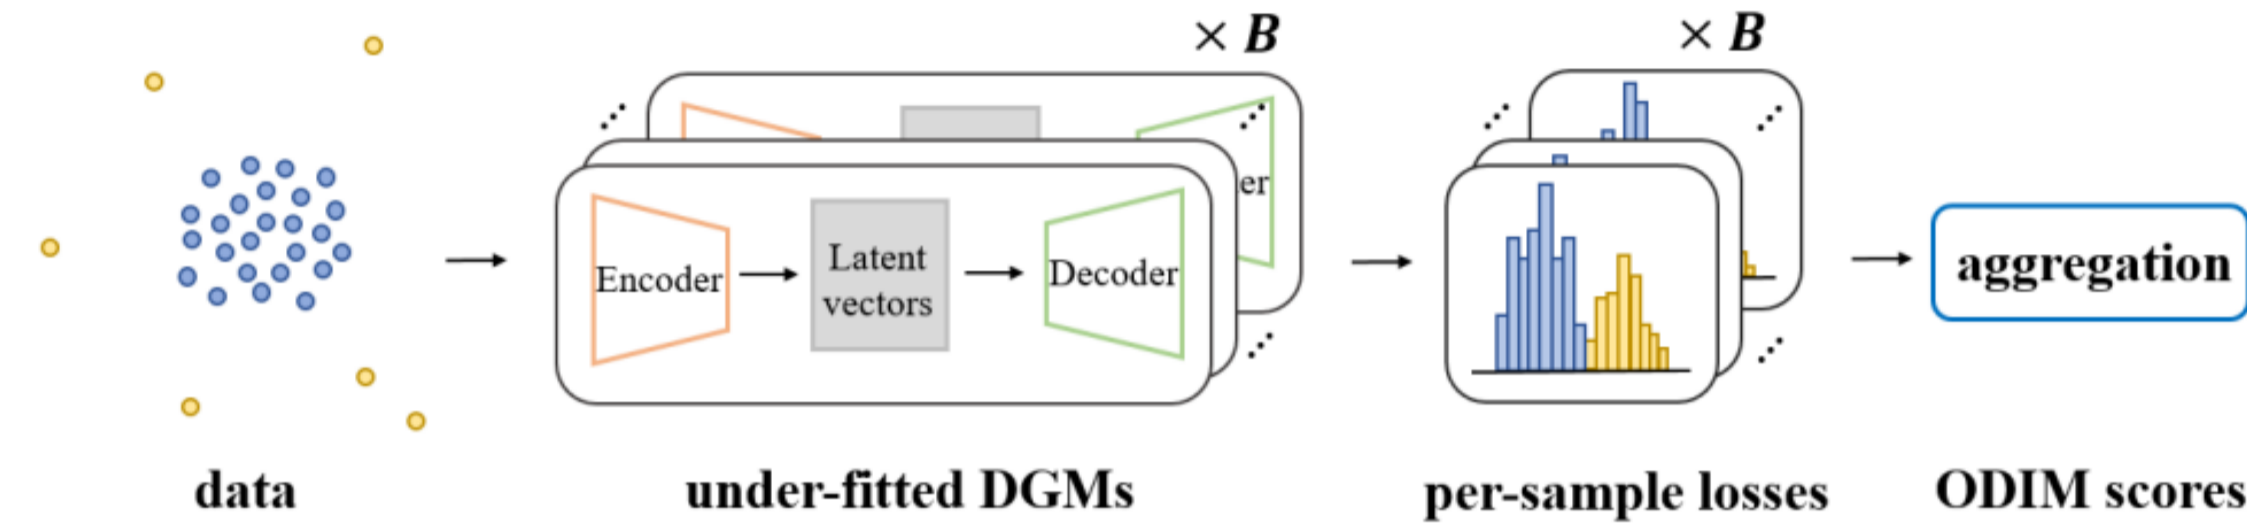 × B
× B
er
Encoder
Latent
vectors
Decoder
aggregation
data
under-fitted DGMs
per-sample losses
ODIM scores